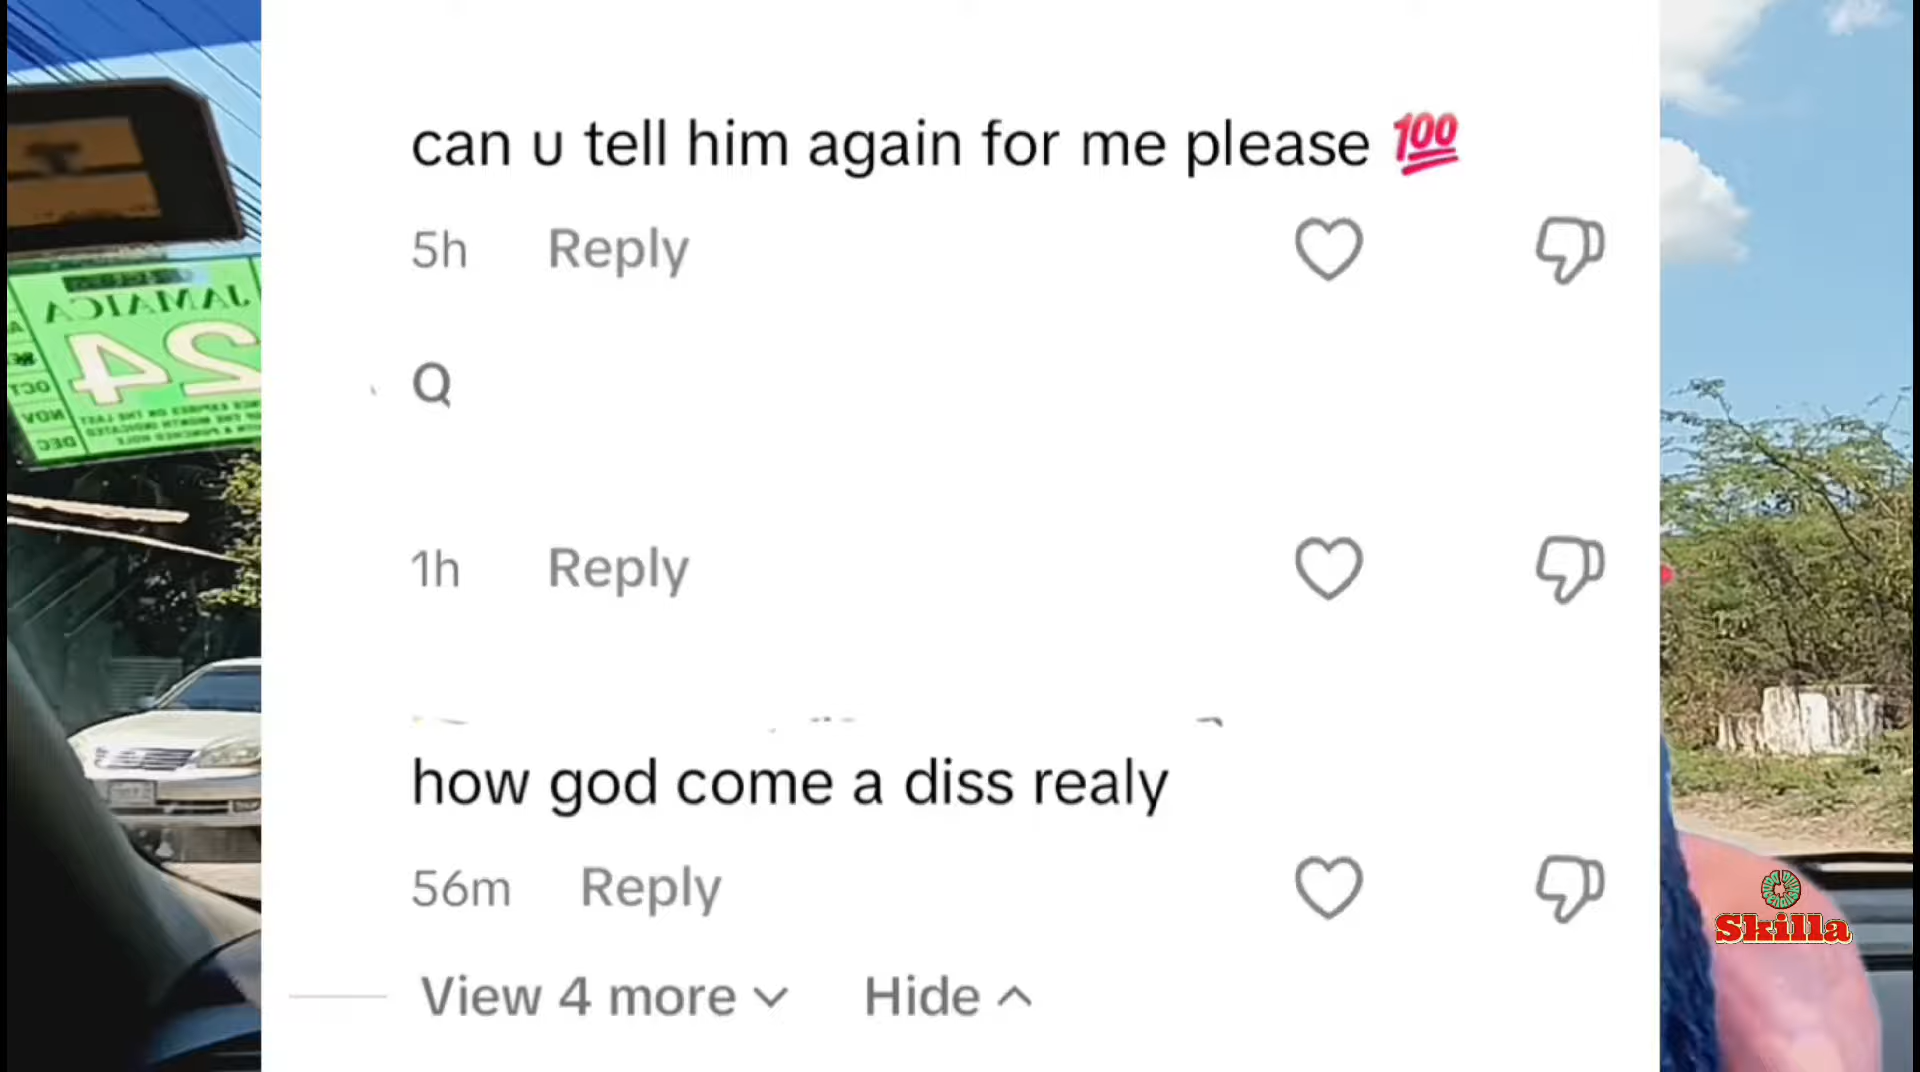 can u tell him again for me please 💯
5h Reply
Q
1h Reply
how god come a diss realy
56m Reply
View 4 more Hide
JAMAICA
24
OCT
NOV
DEC
Skilla